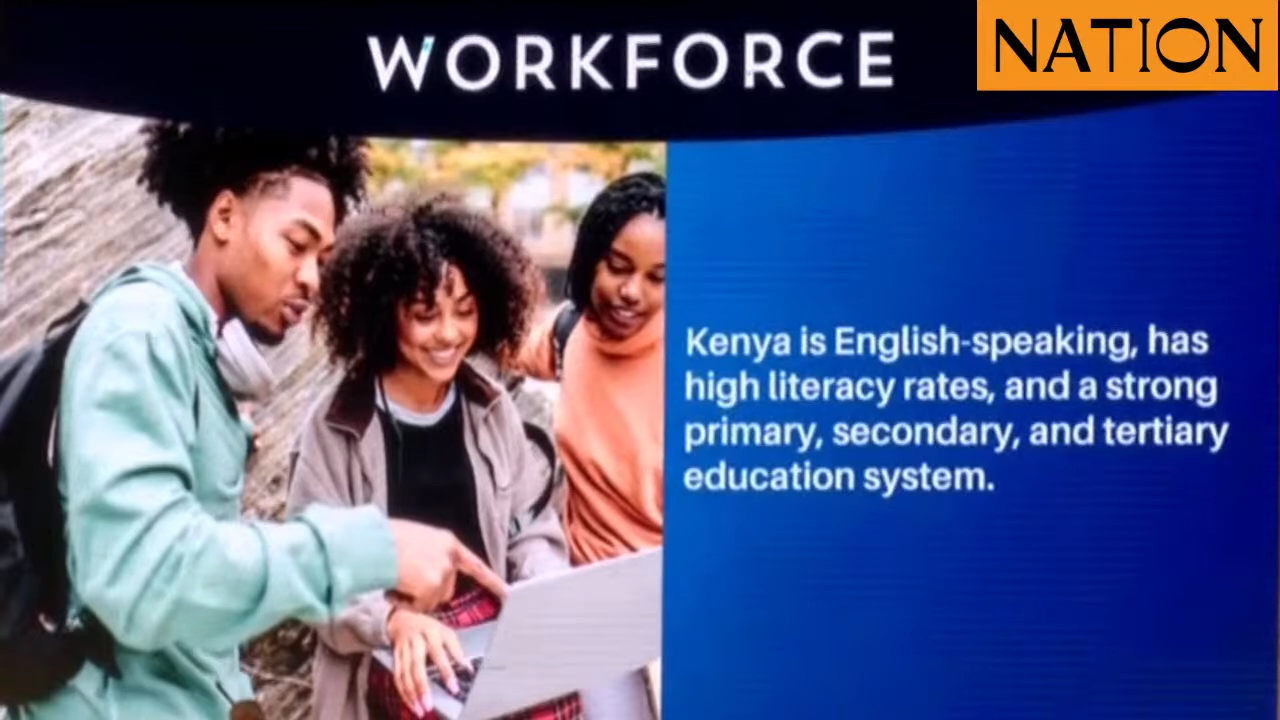 WORKFORCE
NATION
Kenya is English-speaking, has
high literacy rates, and a strong
primary, secondary, and tertiary
education system.